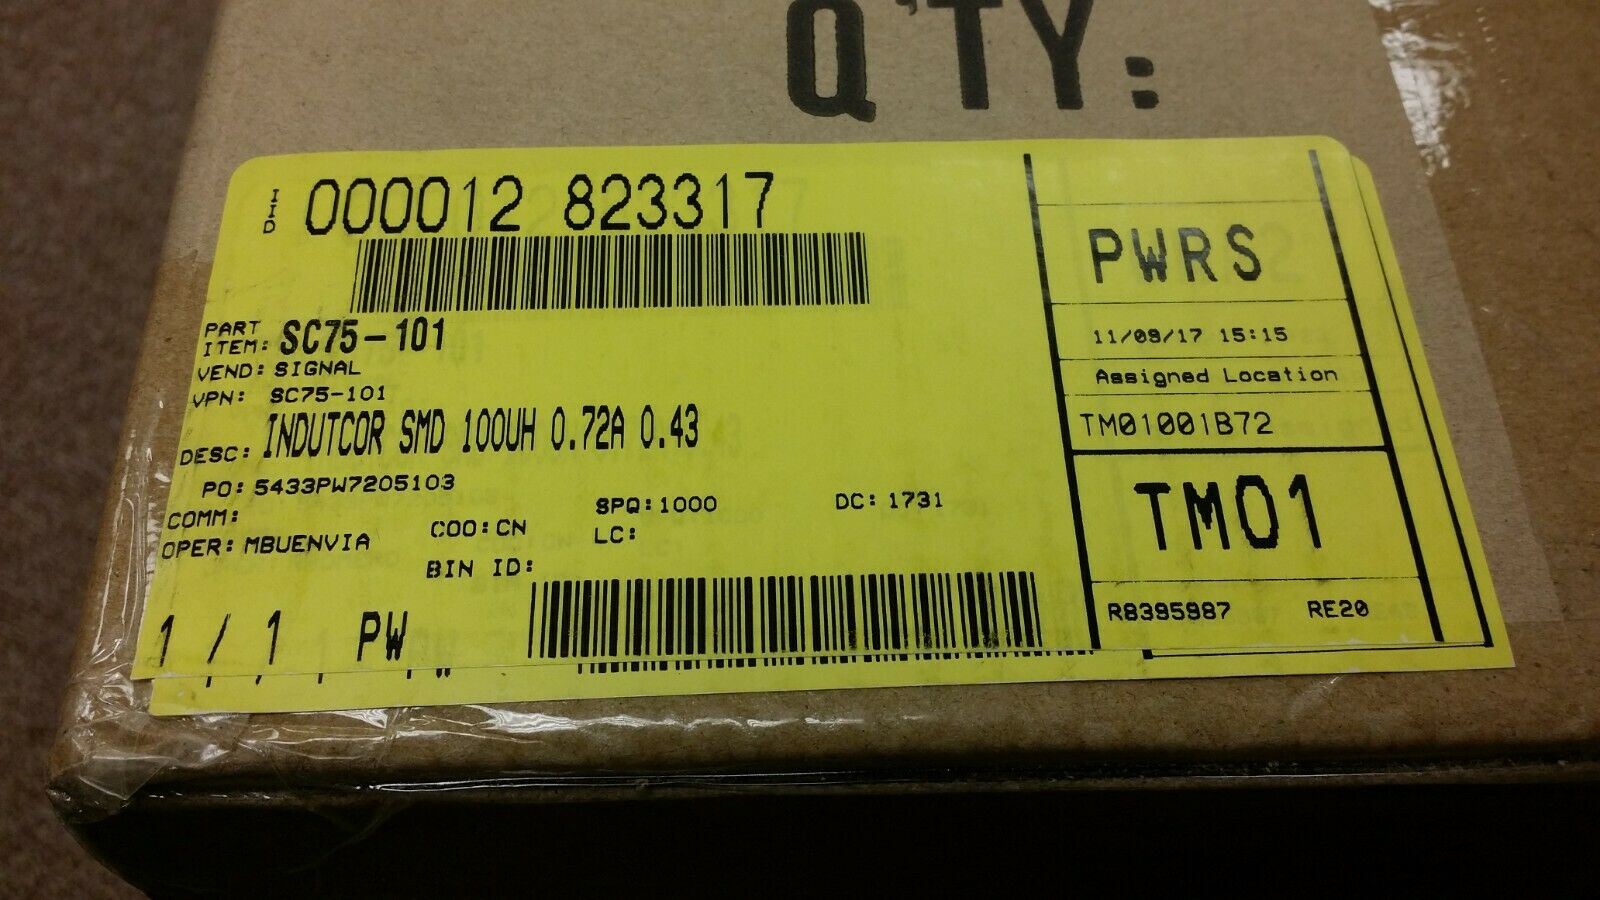 Q'TY:
IID 000012 823317
PART
ITEM: SC75-101
VEND: SIGNAL
VPN: SC75-101
DESC: INDUTCOR SMD 100UH 0.72A 0.43
PO: 5433PW7205103
COMM:
SPQ:1000
DC: 1731
OPER: MBUENVIA
COO: CN
LC:
BIN ID:
1 / 1 PW
PWRS
11/09/17 15:15
Assigned Location
TM01001B72
TM01
R8395987 RE20